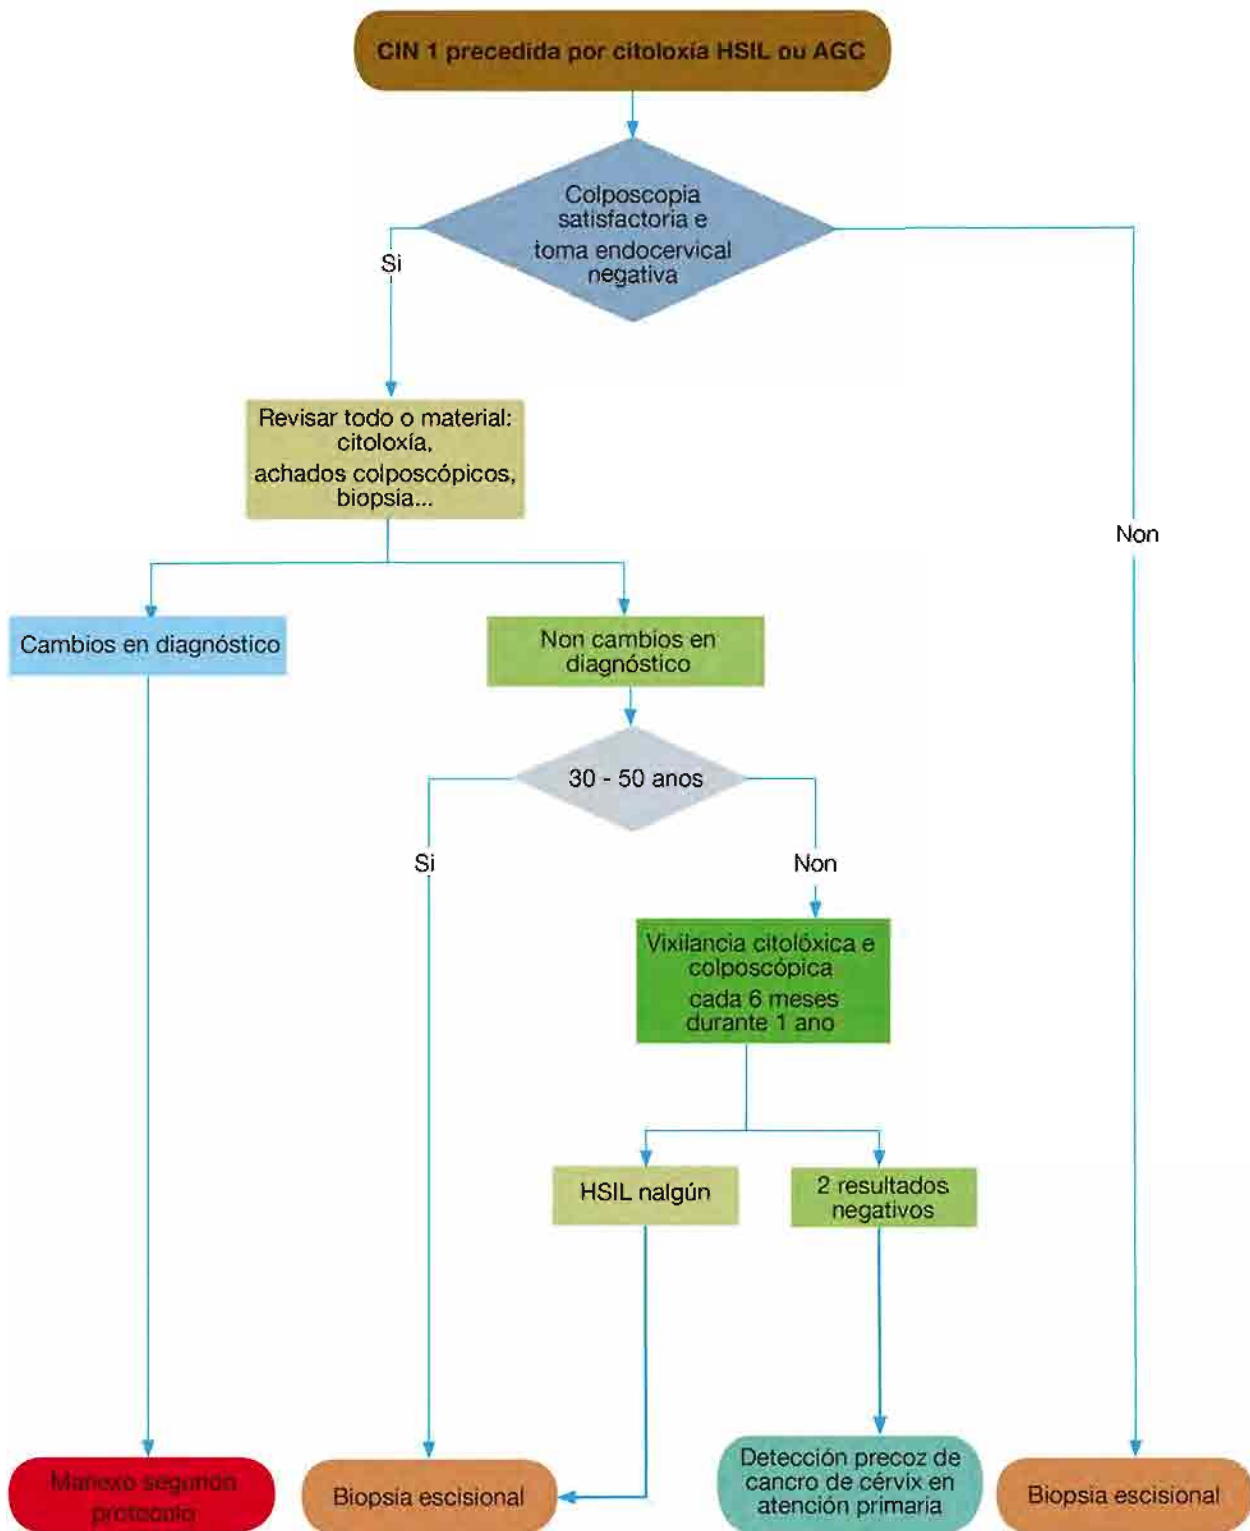 CIN 1 precedida por citoloxía HSIL ou AGC
Colposcopia
satisfactoria e
toma endocervical
negativa
Si
Non
Revisar todo o material:
citoloxía,
achados colposcópicos,
biopsia...
Cambios en diagnóstico
Non cambios en
diagnóstico
30 - 50 anos
Si
Non
Vixilancia citolóxica e
colposcópica
cada 6 meses
durante 1 ano
HSIL nalgún
2 resultados
negativos
Manexo segundo
protocolo
Biopsia escisional
Detección precoz de
cancro de cérvix en
atención primaria
Biopsia escisional